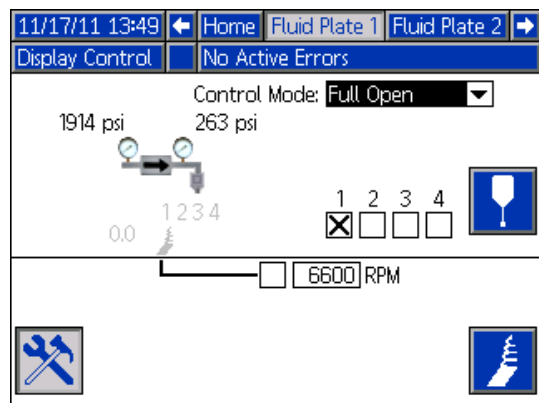 11/17/11 13:49 Home Fluid Plate 1 Fluid Plate 2
Display Control No Active Errors
Control Mode: Full Open
1914 psi 263 psi
1 2 3 4
1 2 3 4
0.0
6600 RPM